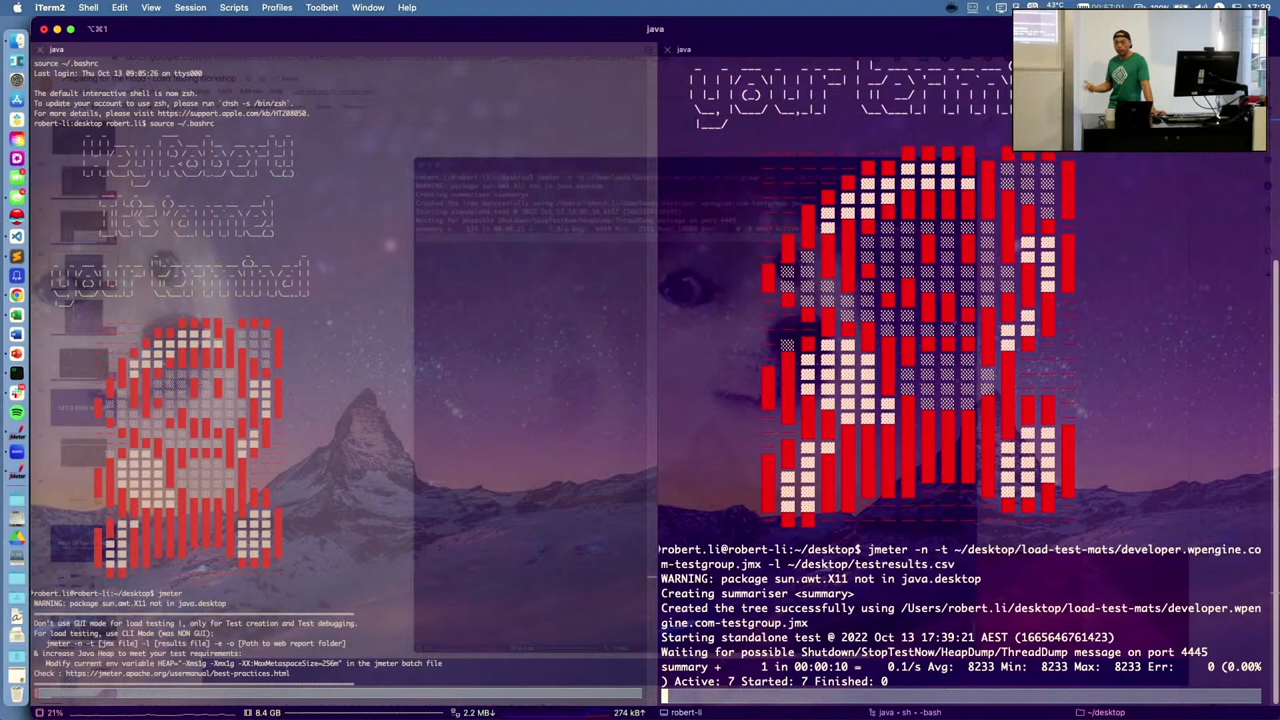 iTerm2 Shell Edit View Session Scripts Profiles Toolbelt Window Help
43°C
17:39
⌥⌘1
java
java
java
source ~/.bashrc
Last login: Thu Oct 13 09:05:26 on ttys000
The default interactive shell is now zsh.
To update your account to use zsh, please run `chsh -s /bin/zsh`.
For more details, please visit https://support.apple.com/kb/HT208050.
robert-li:desktop robert.li$ source ~/.bashrc
robert.li@robert-li:~/desktop$ jmeter
WARNING: package sun.awt.X11 not in java.desktop
================================================================================
Don't use GUI mode for load testing !, only for Test creation and Test debugging.
For load testing, use CLI Mode (was NON GUI):
jmeter -n -t [jmx file] -l [results file] -e -o [Path to web report folder]
& increase Java Heap to meet your test requirements:
Modify current env variable HEAP="-Xms1g -Xmx1g -XX:MaxMetaspaceSize=256m" in the jmeter batch file
Check : https://jmeter.apache.org/usermanual/best-practices.html
================================================================================
robert.li@robert-li:~/desktop$ jmeter -n -t ~/desktop/load-test-mats/developer.wpengine.co
m-testgroup.jmx -l ~/desktop/testresults.csv
WARNING: package sun.awt.X11 not in java.desktop
Creating summariser <summary>
Created the tree successfully using /Users/robert.li/desktop/load-test-mats/developer.wpen
gine.com-testgroup.jmx
Starting standalone test @ 2022 Oct 13 17:39:21 AEST (1665646761423)
Waiting for possible Shutdown/StopTestNow/HeapDump/ThreadDump message on port 4445
summary + 1 in 00:00:10 = 0.1/s Avg: 8233 Min: 8233 Max: 8233 Err: 0 (0.00%
) Active: 7 Started: 7 Finished: 0
21% 8.4 GB 2.2 MB↓ 274 kB↑ robert-li java • sh • -bash ~/desktop